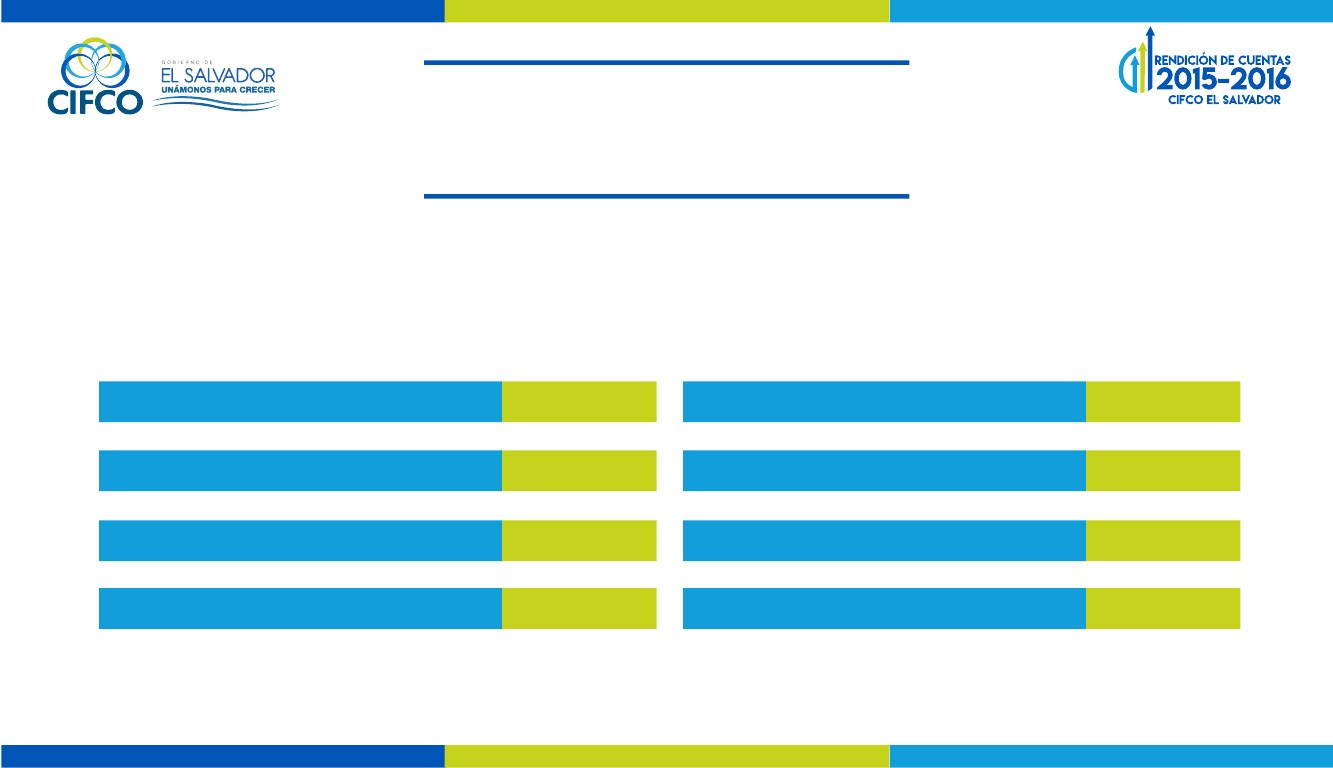 CIFCO
GOBIERNO DE
EL SALVADOR
UNÁMONOS PARA CRECER
RENDICIÓN DE CUENTAS
2015-2016
CIFCO EL SALVADOR